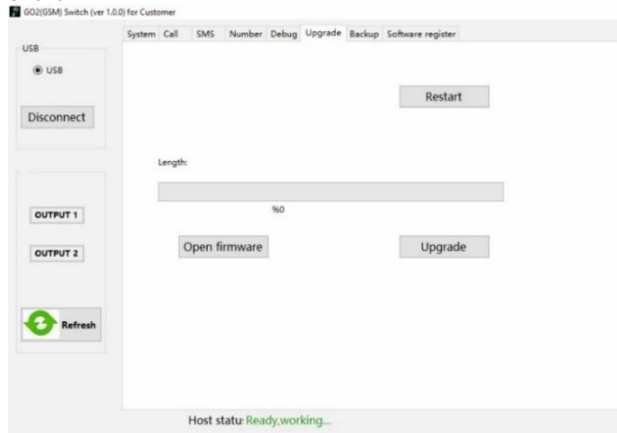 GO2(GSM) Switch (ver 1.0.0) for Customer
System Call SMS Number Debug Upgrade Backup Software register
USB
USB
Disconnect
Restart
Length:
%0
OUTPUT 1
OUTPUT 2
Open firmware Upgrade
Refresh
Host statu: Ready,working...